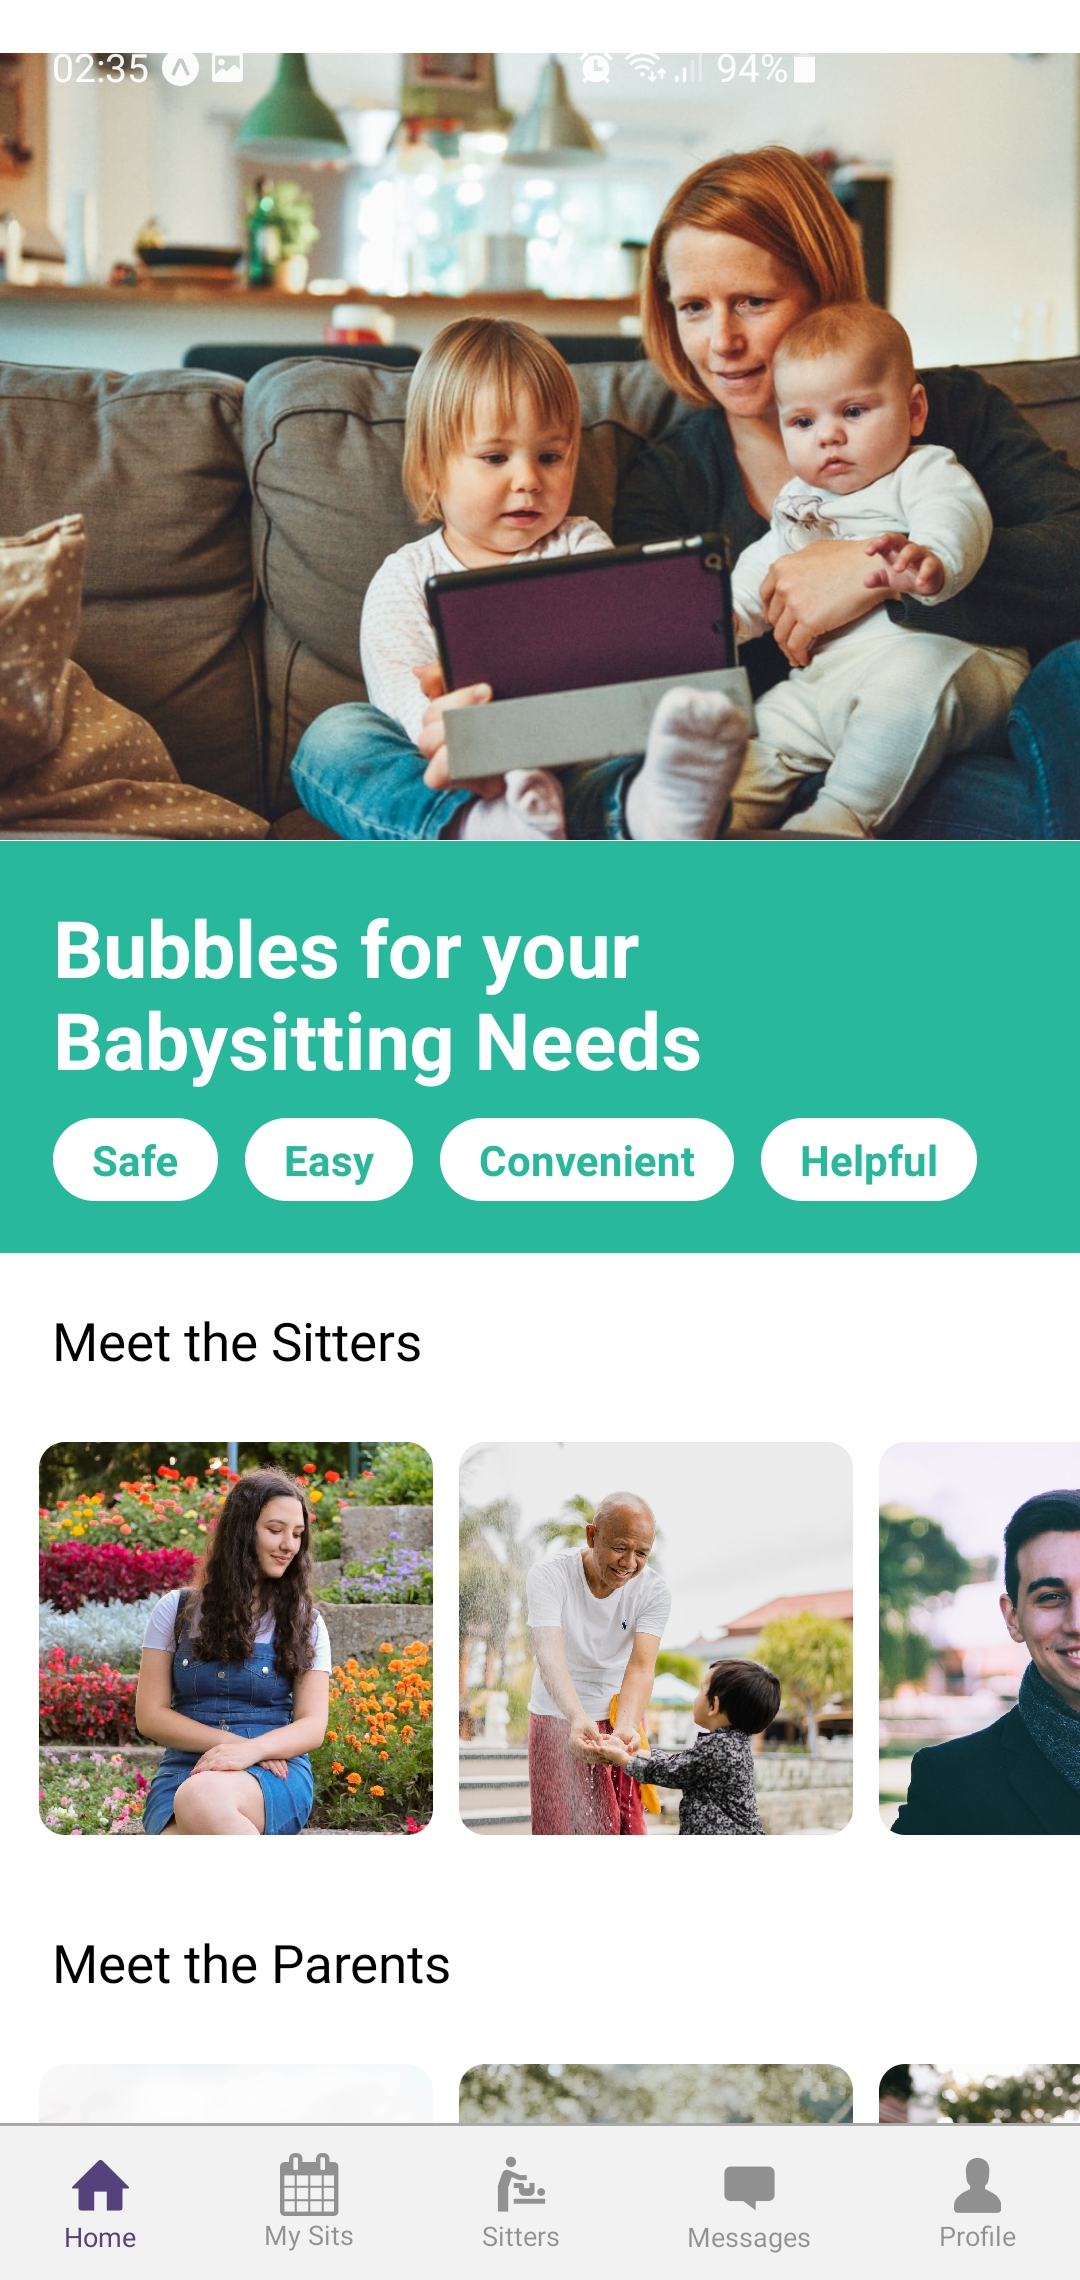 02:35 94%
Bubbles for your
Babysitting Needs
Safe Easy Convenient Helpful
Meet the Sitters
Meet the Parents
Home My Sits Sitters Messages Profile